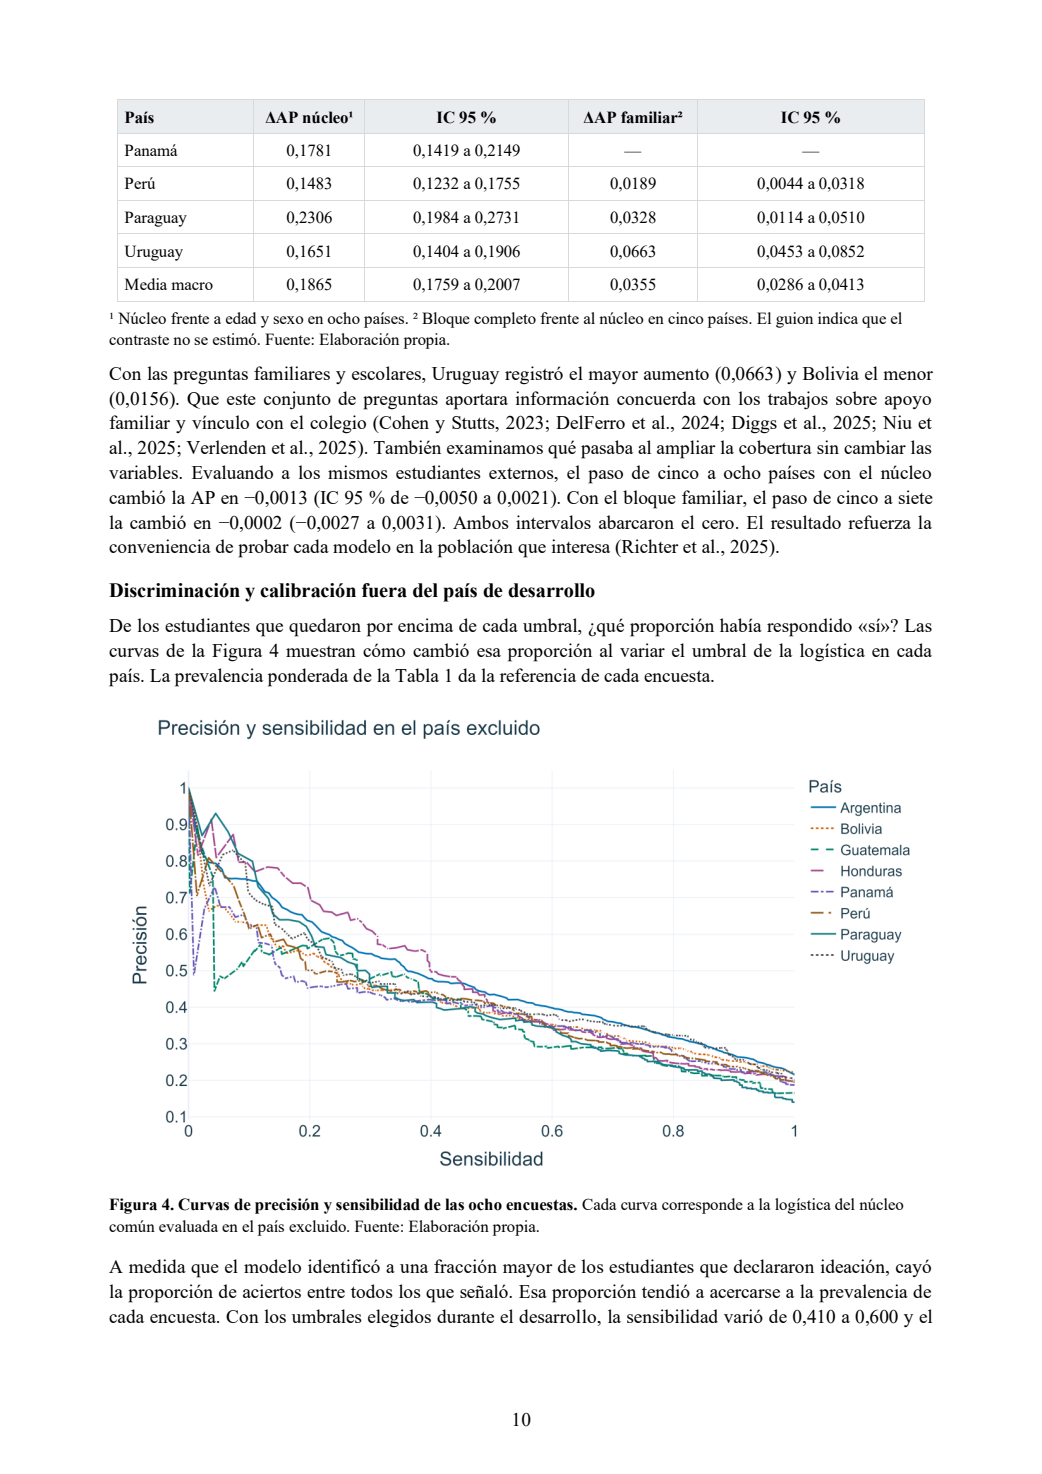 País ΔAP núcleo¹ IC 95 % ΔAP familiar² IC 95 %
Panamá 0,1781 0,1419 a 0,2149 — —
Perú 0,1483 0,1232 a 0,1755 0,0189 0,0044 a 0,0318
Paraguay 0,2306 0,1984 a 0,2731 0,0328 0,0114 a 0,0510
Uruguay 0,1651 0,1404 a 0,1906 0,0663 0,0453 a 0,0852
Media macro 0,1865 0,1759 a 0,2007 0,0355 0,0286 a 0,0413
¹ Núcleo frente a edad y sexo en ocho países. ² Bloque completo frente al núcleo en cinco países. El guion indica que el
contraste no se estimó. Fuente: Elaboración propia.
Con las preguntas familiares y escolares, Uruguay registró el mayor aumento (0,0663) y Bolivia el menor
(0,0156). Que este conjunto de preguntas aportara información concuerda con los trabajos sobre apoyo
familiar y vínculo con el colegio (Cohen y Stutts, 2023; DelFerro et al., 2024; Diggs et al., 2025; Niu et
al., 2025; Verlenden et al., 2025). También examinamos qué pasaba al ampliar la cobertura sin cambiar las
variables. Evaluando a los mismos estudiantes externos, el paso de cinco a ocho países con el núcleo
cambió la AP en −0,0013 (IC 95 % de −0,0050 a 0,0021). Con el bloque familiar, el paso de cinco a siete
la cambió en −0,0002 (−0,0027 a 0,0031). Ambos intervalos abarcaron el cero. El resultado refuerza la
conveniencia de probar cada modelo en la población que interesa (Richter et al., 2025).
Discriminación y calibración fuera del país de desarrollo
De los estudiantes que quedaron por encima de cada umbral, ¿qué proporción había respondido «sí»? Las
curvas de la Figura 4 muestran cómo cambió esa proporción al variar el umbral de la logística en cada
país. La prevalencia ponderada de la Tabla 1 da la referencia de cada encuesta.
Precisión y sensibilidad en el país excluido
Precisión
1
0.9
0.8
0.7
0.6
0.5
0.4
0.3
0.2
0.1
0 0.2 0.4 0.6 0.8 1
Sensibilidad
País
Argentina
Bolivia
Guatemala
Honduras
Panamá
Perú
Paraguay
Uruguay
Figura 4. Curvas de precisión y sensibilidad de las ocho encuestas. Cada curva corresponde a la logística del núcleo
común evaluada en el país excluido. Fuente: Elaboración propia.
A medida que el modelo identificó a una fracción mayor de los estudiantes que declararon ideación, cayó
la proporción de aciertos entre todos los que señaló. Esa proporción tendió a acercarse a la prevalencia de
cada encuesta. Con los umbrales elegidos durante el desarrollo, la sensibilidad varió de 0,410 a 0,600 y el
10